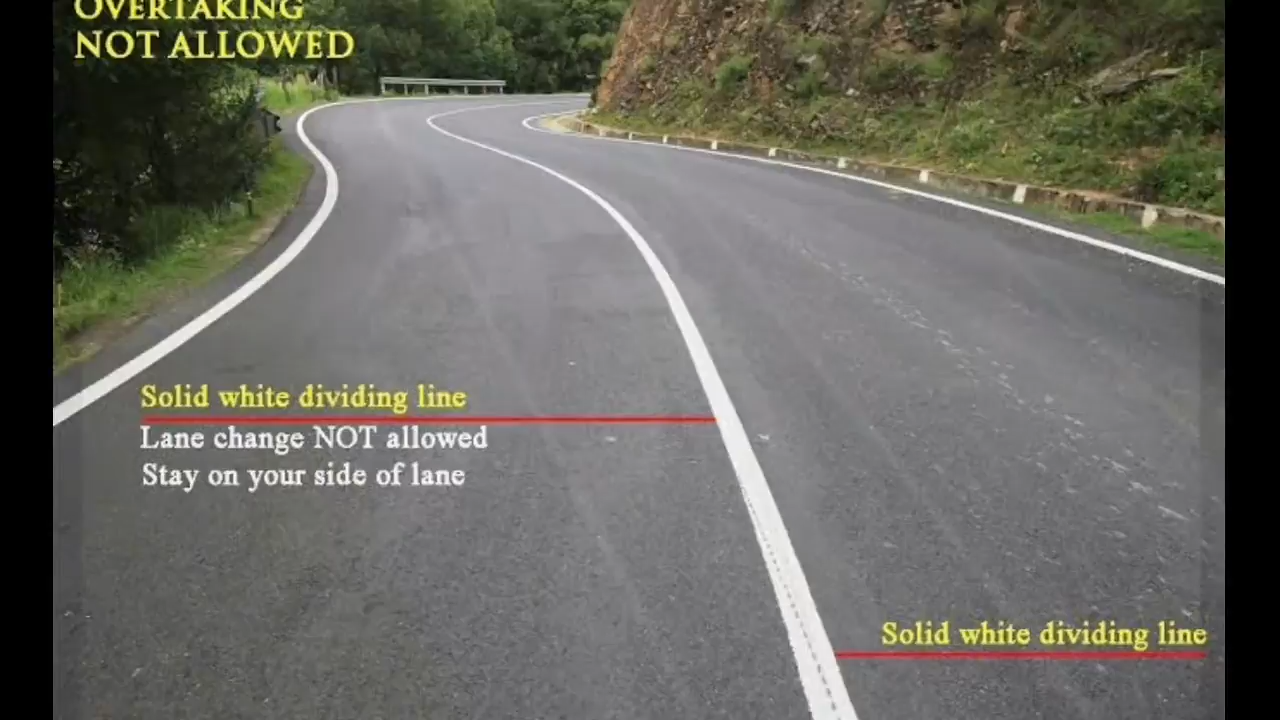 OVERTAKING
NOT ALLOWED
Solid white dividing line
Lane change NOT allowed
Stay on your side of lane
Solid white dividing line